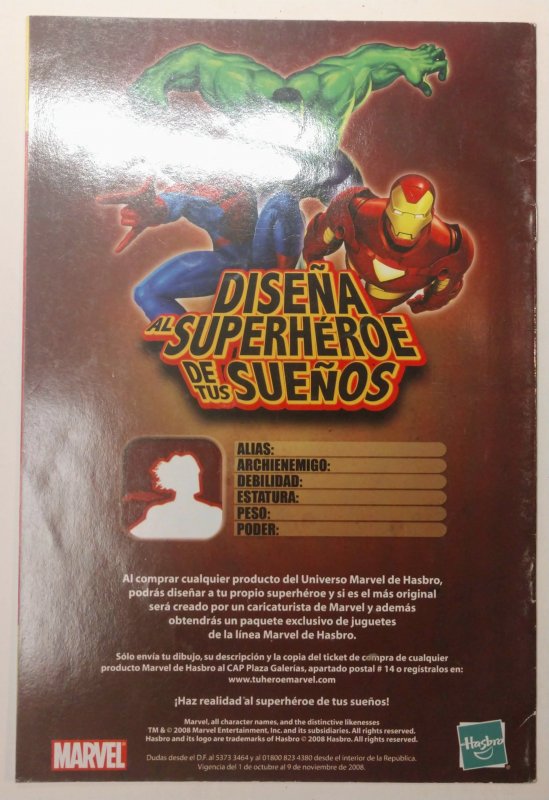 DISEÑA
AL SUPERHÉROE
DE TUS SUEÑOS
ALIAS:
ARCHIENEMIGO:
DEBILIDAD:
ESTATURA:
PESO:
PODER:
Al comprar cualquier producto del Universo Marvel de Hasbro,
podrás diseñar a tu propio superhéroe y si es el más original
será creado por un caricaturista de Marvel y además
obtendrás un paquete exclusivo de juguetes
de la línea Marvel de Hasbro.
Sólo envía tu dibujo, su descripción y la copia del ticket de compra de cualquier
producto Marvel de Hasbro al CAP Plaza Galerías, apartado postal # 14 o regístralos en:
www.tuheroemarvel.com
¡Haz realidad al superhéroe de tus sueños!
Marvel, all character names, and the distinctive likenesses
TM & © 2008 Marvel Entertainment, Inc. and its subsidiaries. All rights reserved.
Hasbro and its logo are trademarks of Hasbro. © 2008 Hasbro. All rights reserved.
Dudas desde el D.F. al 5373 3464 y al 01800 823 4380 desde el interior de la República.
Vigencia del 1 de octubre al 9 de noviembre de 2008.
MARVEL
Hasbro